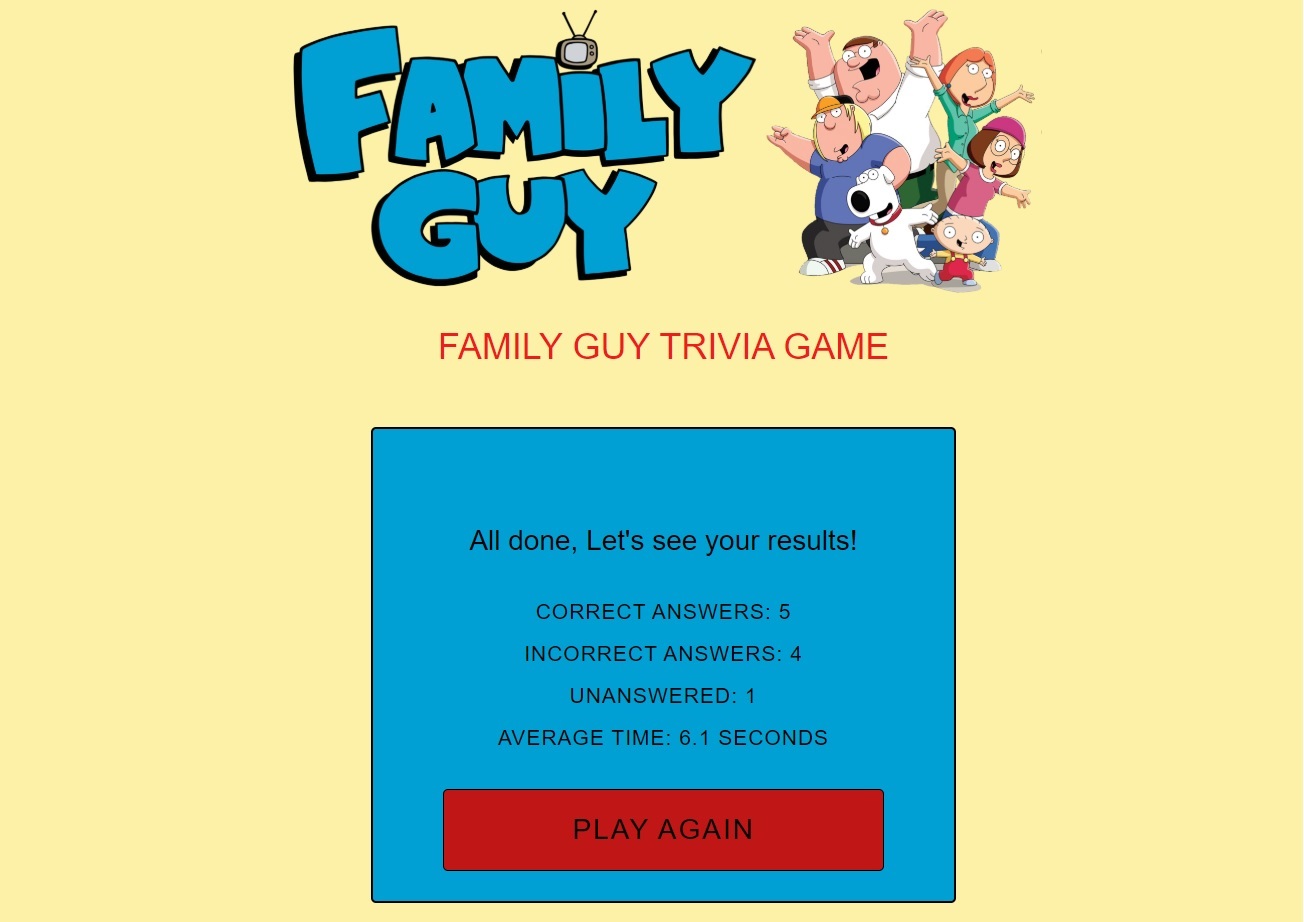 FAMILY
GUY
FAMILY GUY TRIVIA GAME
All done, Let's see your results!
CORRECT ANSWERS: 5
INCORRECT ANSWERS: 4
UNANSWERED: 1
AVERAGE TIME: 6.1 SECONDS
PLAY AGAIN